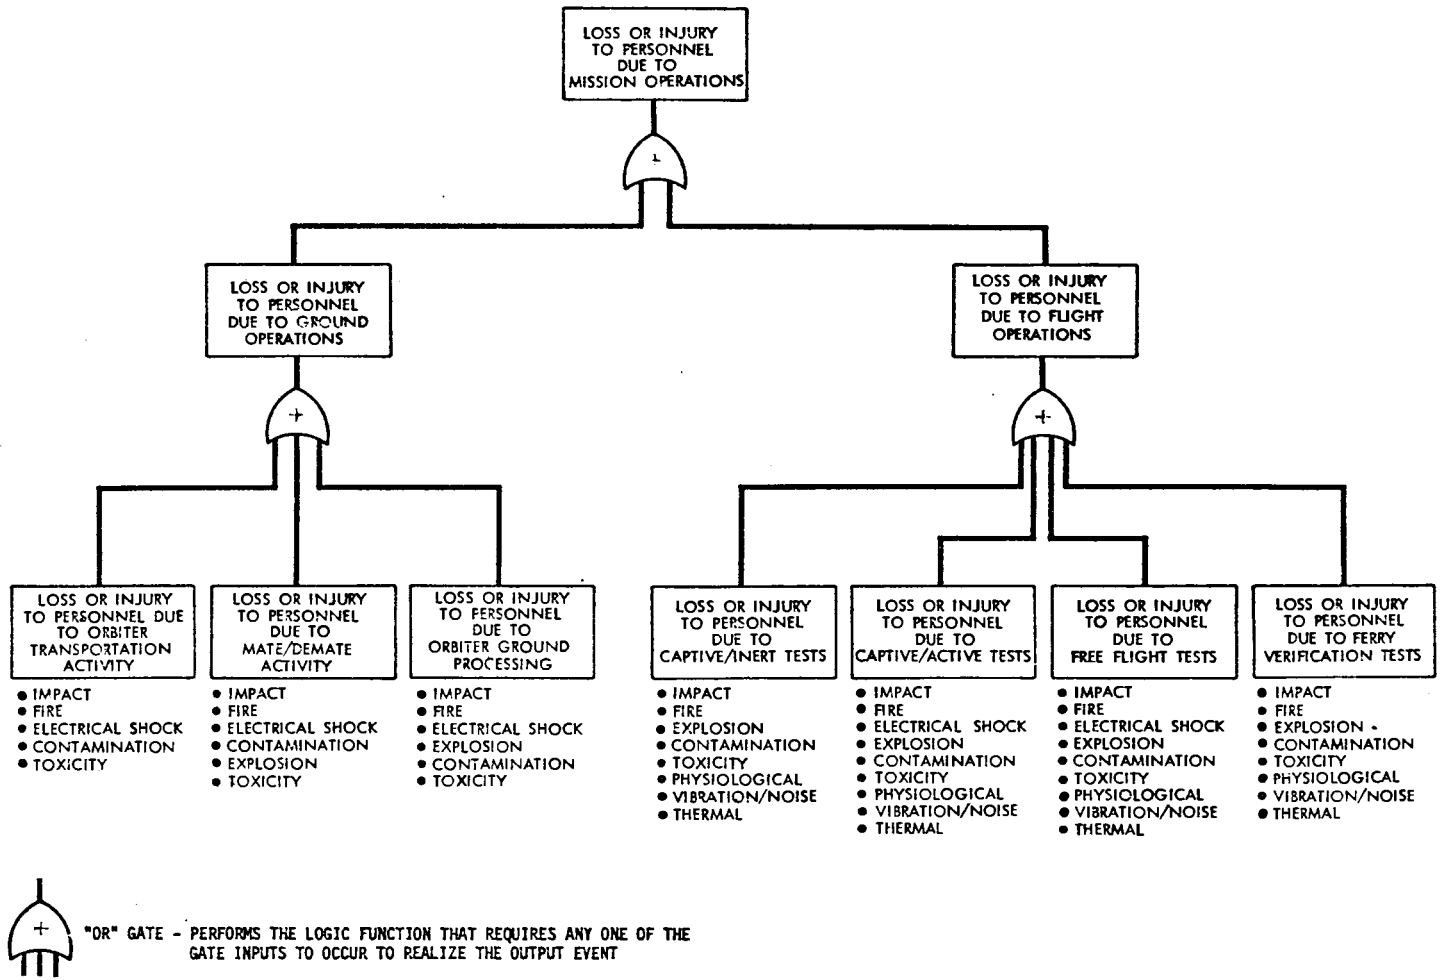 LOSS OR INJURY
TO PERSONNEL
DUE TO
MISSION OPERATIONS
LOSS OR INJURY
TO PERSONNEL
DUE TO GROUND
OPERATIONS
LOSS OR INJURY
TO PERSONNEL
DUE TO FLIGHT
OPERATIONS
LOSS OR INJURY
TO PERSONNEL DUE
TO ORBITER
TRANSPORTATION
ACTIVITY
• IMPACT
• FIRE
• ELECTRICAL SHOCK
• CONTAMINATION
• TOXICITY
LOSS OR INJURY
TO PERSONNEL
DUE TO
MATE/DEMATE
ACTIVITY
• IMPACT
• FIRE
• ELECTRICAL SHOCK
• CONTAMINATION
• EXPLOSION
• TOXICITY
LOSS OR INJURY
TO PERSONNEL
DUE TO
ORBITER GROUND
PROCESSING
• IMPACT
• FIRE
• ELECTRICAL SHOCK
• EXPLOSION
• CONTAMINATION
• TOXICITY
LOSS OR INJURY
TO PERSONNEL
DUE TO
CAPTIVE/INERT TESTS
• IMPACT
• FIRE
• EXPLOSION
• CONTAMINATION
• TOXICITY
• PHYSIOLOGICAL
• VIBRATION/NOISE
• THERMAL
LOSS OR INJURY
TO PERSONNEL
DUE TO
CAPTIVE/ACTIVE TESTS
• IMPACT
• FIRE
• ELECTRICAL SHOCK
• EXPLOSION
• CONTAMINATION
• TOXICITY
• PHYSIOLOGICAL
• VIBRATION/NOISE
• THERMAL
LOSS OR INJURY
TO PERSONNEL
DUE TO
FREE FLIGHT TESTS
• IMPACT
• FIRE
• ELECTRICAL SHOCK
• EXPLOSION
• CONTAMINATION
• TOXICITY
• PHYSIOLOGICAL
• VIBRATION/NOISE
• THERMAL
LOSS OR INJURY
TO PERSONNEL
DUE TO FERRY
VERIFICATION TESTS
• IMPACT
• FIRE
• EXPLOSION
• CONTAMINATION
• TOXICITY
• PHYSIOLOGICAL
• VIBRATION/NOISE
• THERMAL
"OR" GATE - PERFORMS THE LOGIC FUNCTION THAT REQUIRES ANY ONE OF THE
GATE INPUTS TO OCCUR TO REALIZE THE OUTPUT EVENT